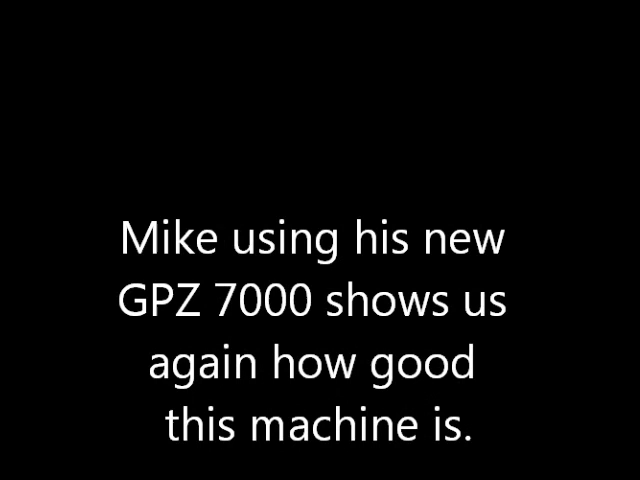 Mike using his new
GPZ 7000 shows us
again how good
this machine is.